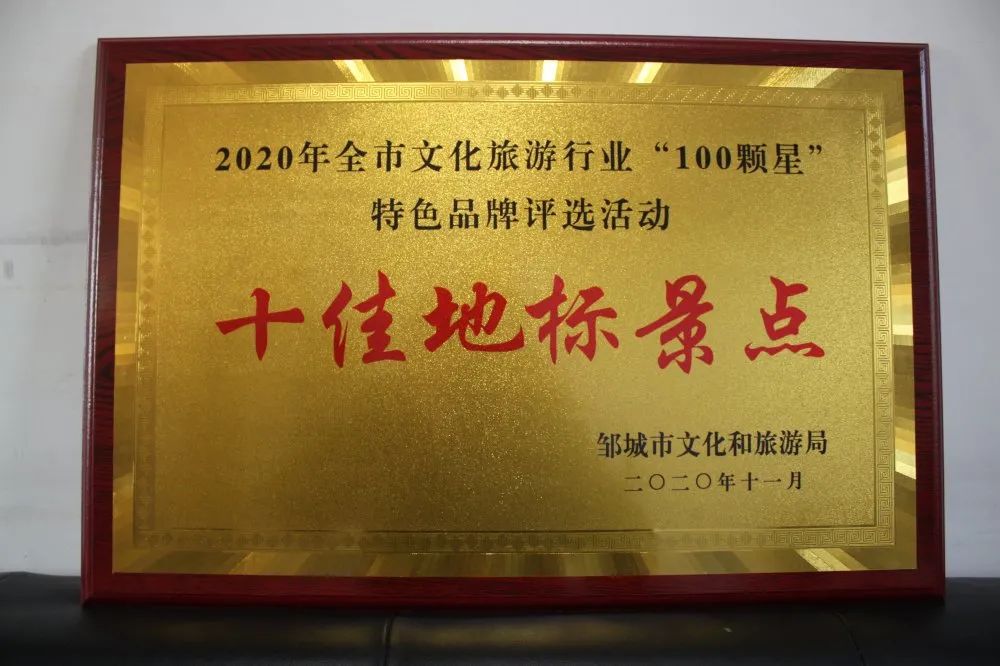 2020年全市文化旅游行业“100颗星”
特色品牌评选活动
十佳地标景点
邹城市文化和旅游局
二〇二〇年十一月